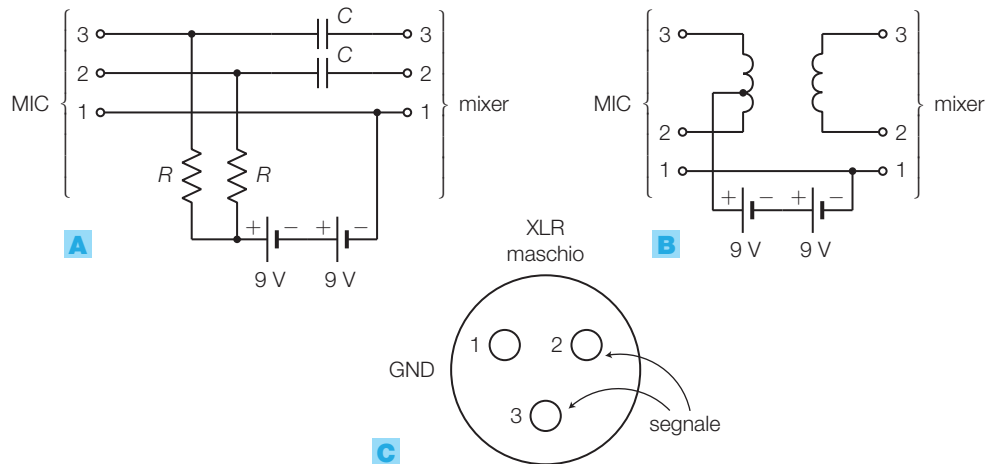 C
3
3
C
2
2
MIC
1
1
mixer
R
R
+ − + −
9 V
9 V
A
3
3
MIC
mixer
2
2
1
1
+ − + −
9 V
9 V
B
XLR
maschio
1
2
GND
3
segnale
C